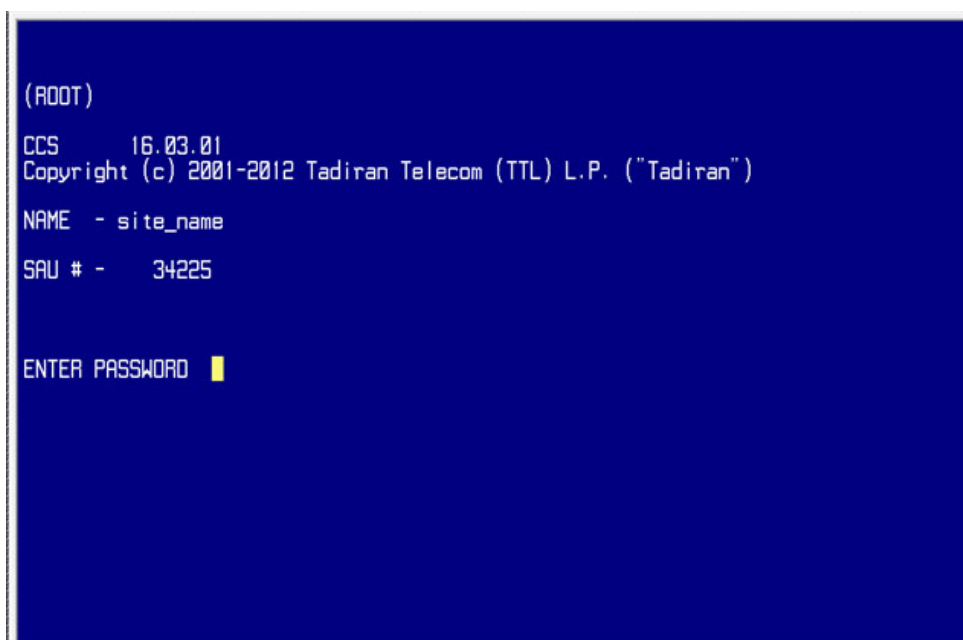 (ROOT)
CCS 16.03.01
Copyright (c) 2001-2012 Tadiran Telecom (TTL) L.P. ("Tadiran")
NAME - site_name
SAU # - 34225
ENTER PASSWORD